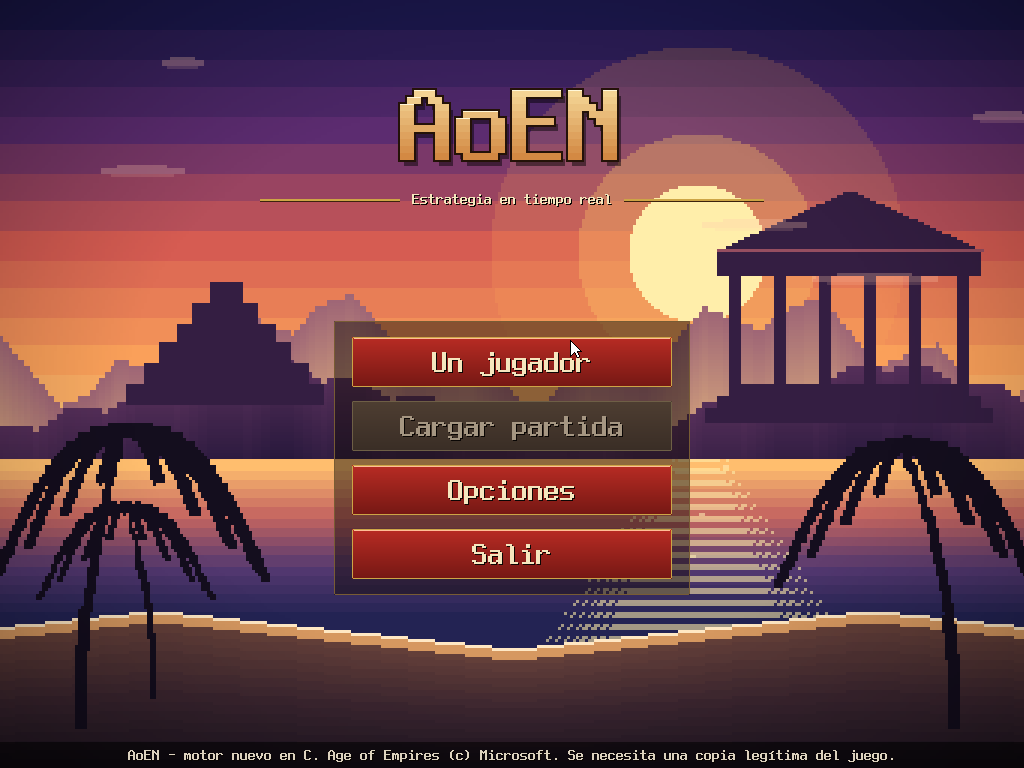 AoEN
Estrategia en tiempo real
Un jugador
Cargar partida
Opciones
Salir
AoEN - motor nuevo en C. Age of Empires (c) Microsoft. Se necesita una copia legítima del juego.